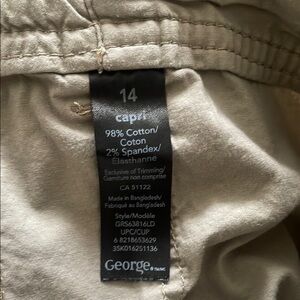 14
capri
98% Cotton/
Coton
2% Spandex/
Élasthanne
Exclusive of Trimming/
Garniture non comprise
CA 51122
Made in Bangladesh/
Fabriqué au Bangladesh
Style/Modèle
GRS63816LD
UPC/CUP
6 8218653629
35K016251136
George.